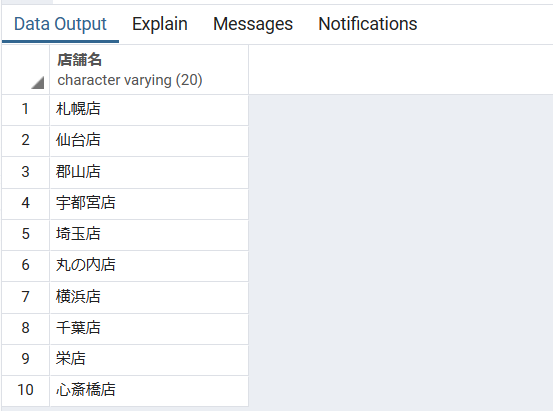 Data Output Explain Messages Notifications
店舗名
character varying (20)
1 札幌店
2 仙台店
3 郡山店
4 宇都宮店
5 埼玉店
6 丸の内店
7 横浜店
8 千葉店
9 栄店
10 心斎橋店